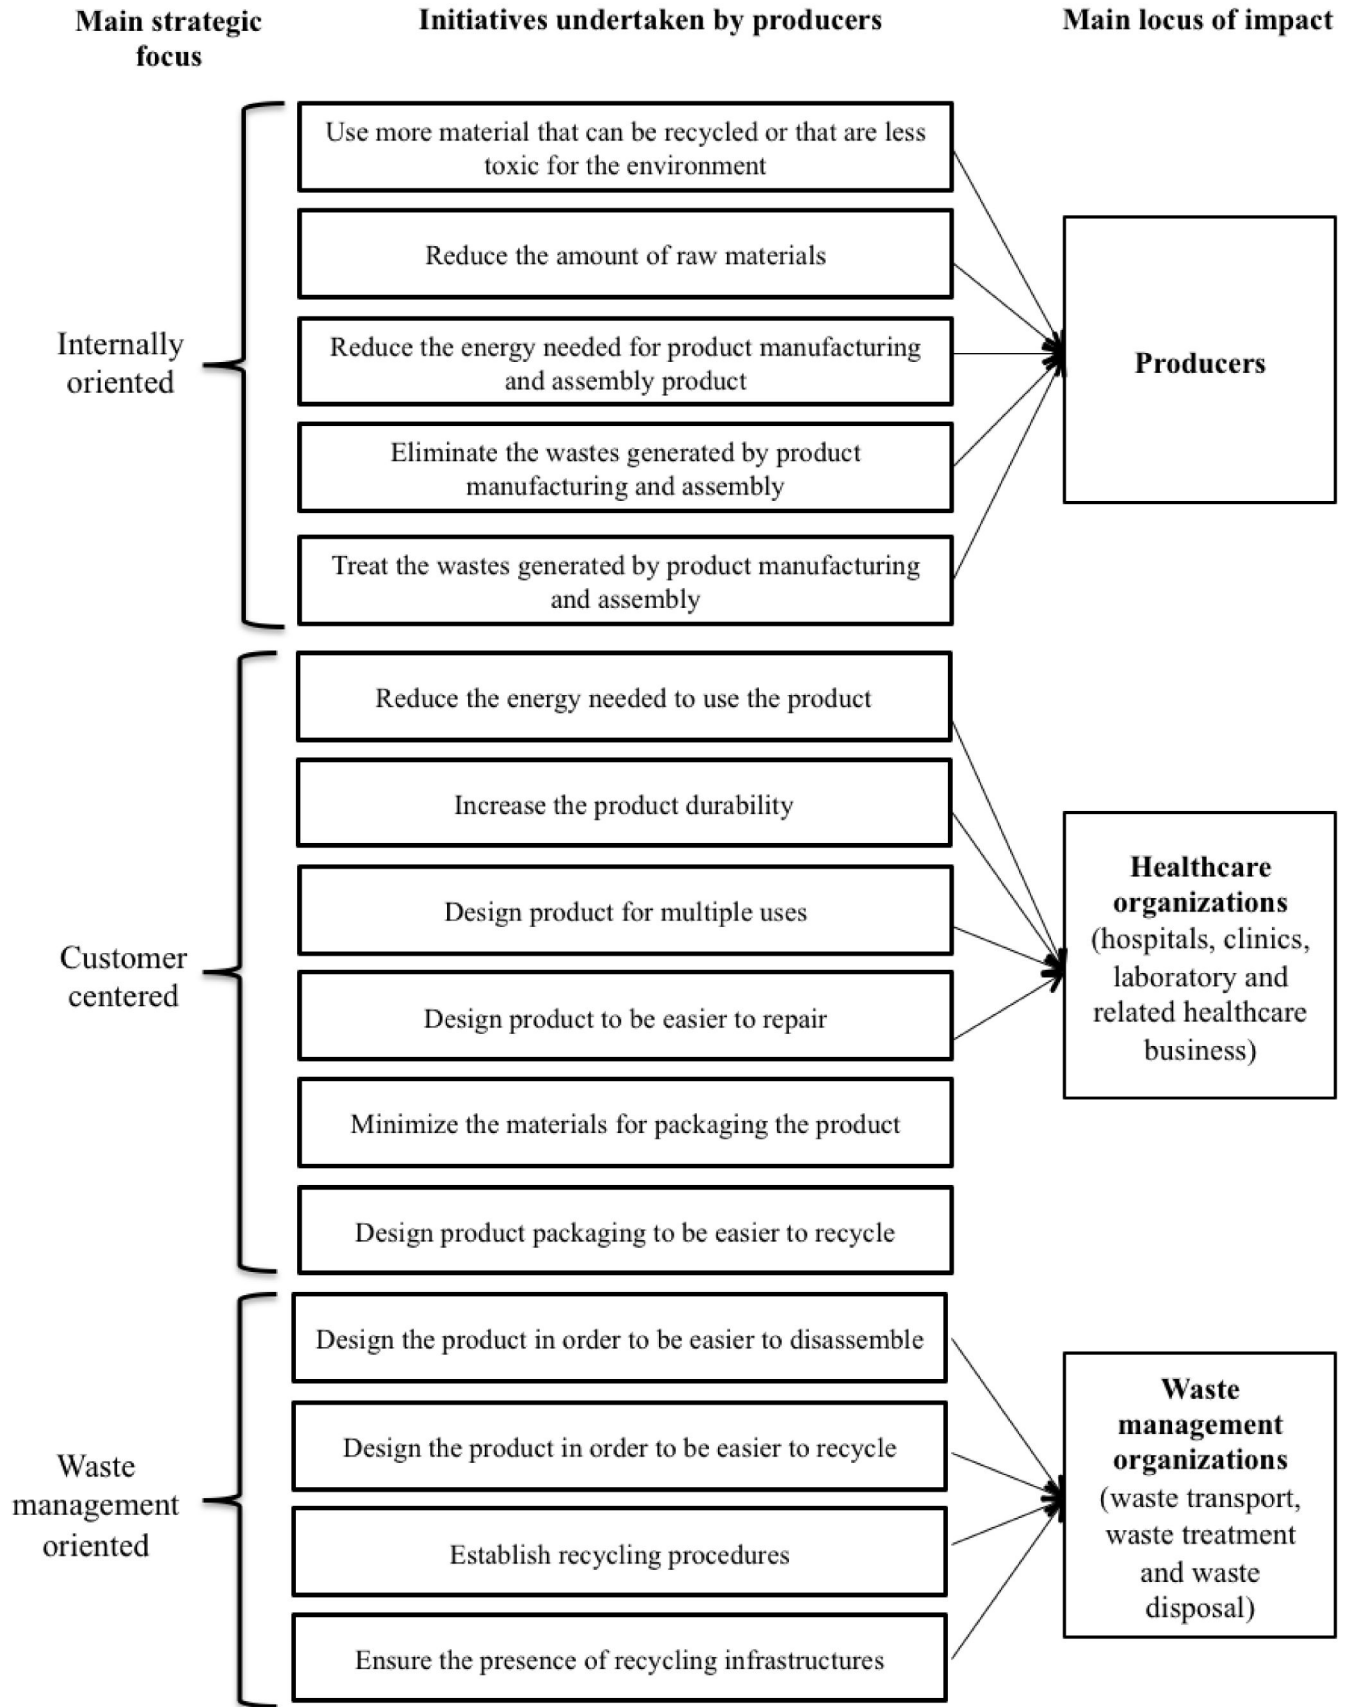 Main strategic
focus
Initiatives undertaken by producers
Main locus of impact
Internally
oriented
Use more material that can be recycled or that are less
toxic for the environment
Reduce the amount of raw materials
Reduce the energy needed for product manufacturing
and assembly product
Eliminate the wastes generated by product
manufacturing and assembly
Treat the wastes generated by product manufacturing
and assembly
Producers
Customer
centered
Reduce the energy needed to use the product
Increase the product durability
Design product for multiple uses
Design product to be easier to repair
Minimize the materials for packaging the product
Design product packaging to be easier to recycle
Healthcare
organizations
(hospitals, clinics,
laboratory and
related healthcare
business)
Waste
management
oriented
Design the product in order to be easier to disassemble
Design the product in order to be easier to recycle
Establish recycling procedures
Ensure the presence of recycling infrastructures
Waste
management
organizations
(waste transport,
waste treatment
and waste
disposal)